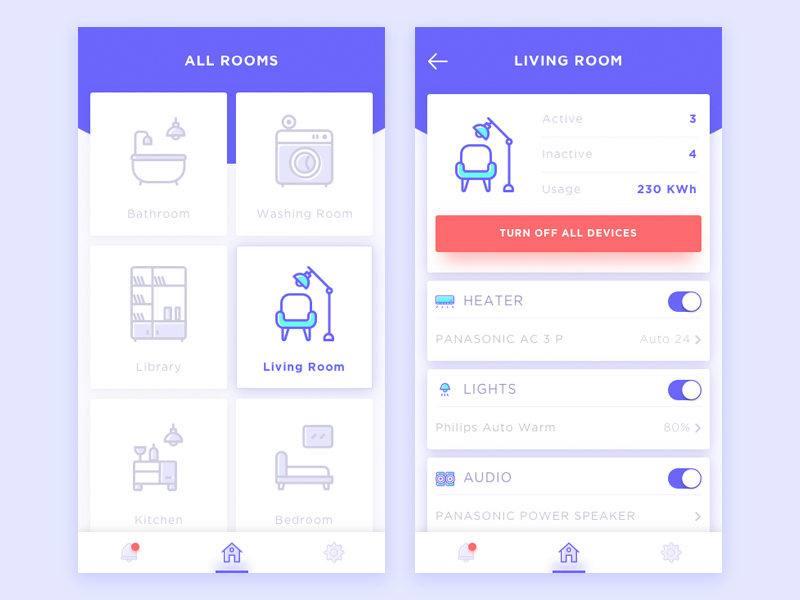 ALL ROOMS
Bathroom
Washing Room
Library
Living Room
Kitchen
Bedroom
LIVING ROOM
Active 3
Inactive 4
Usage 230 KWh
TURN OFF ALL DEVICES
HEATER
PANASONIC AC 3 P Auto 24
LIGHTS
Philips Auto Warm 80%
AUDIO
PANASONIC POWER SPEAKER